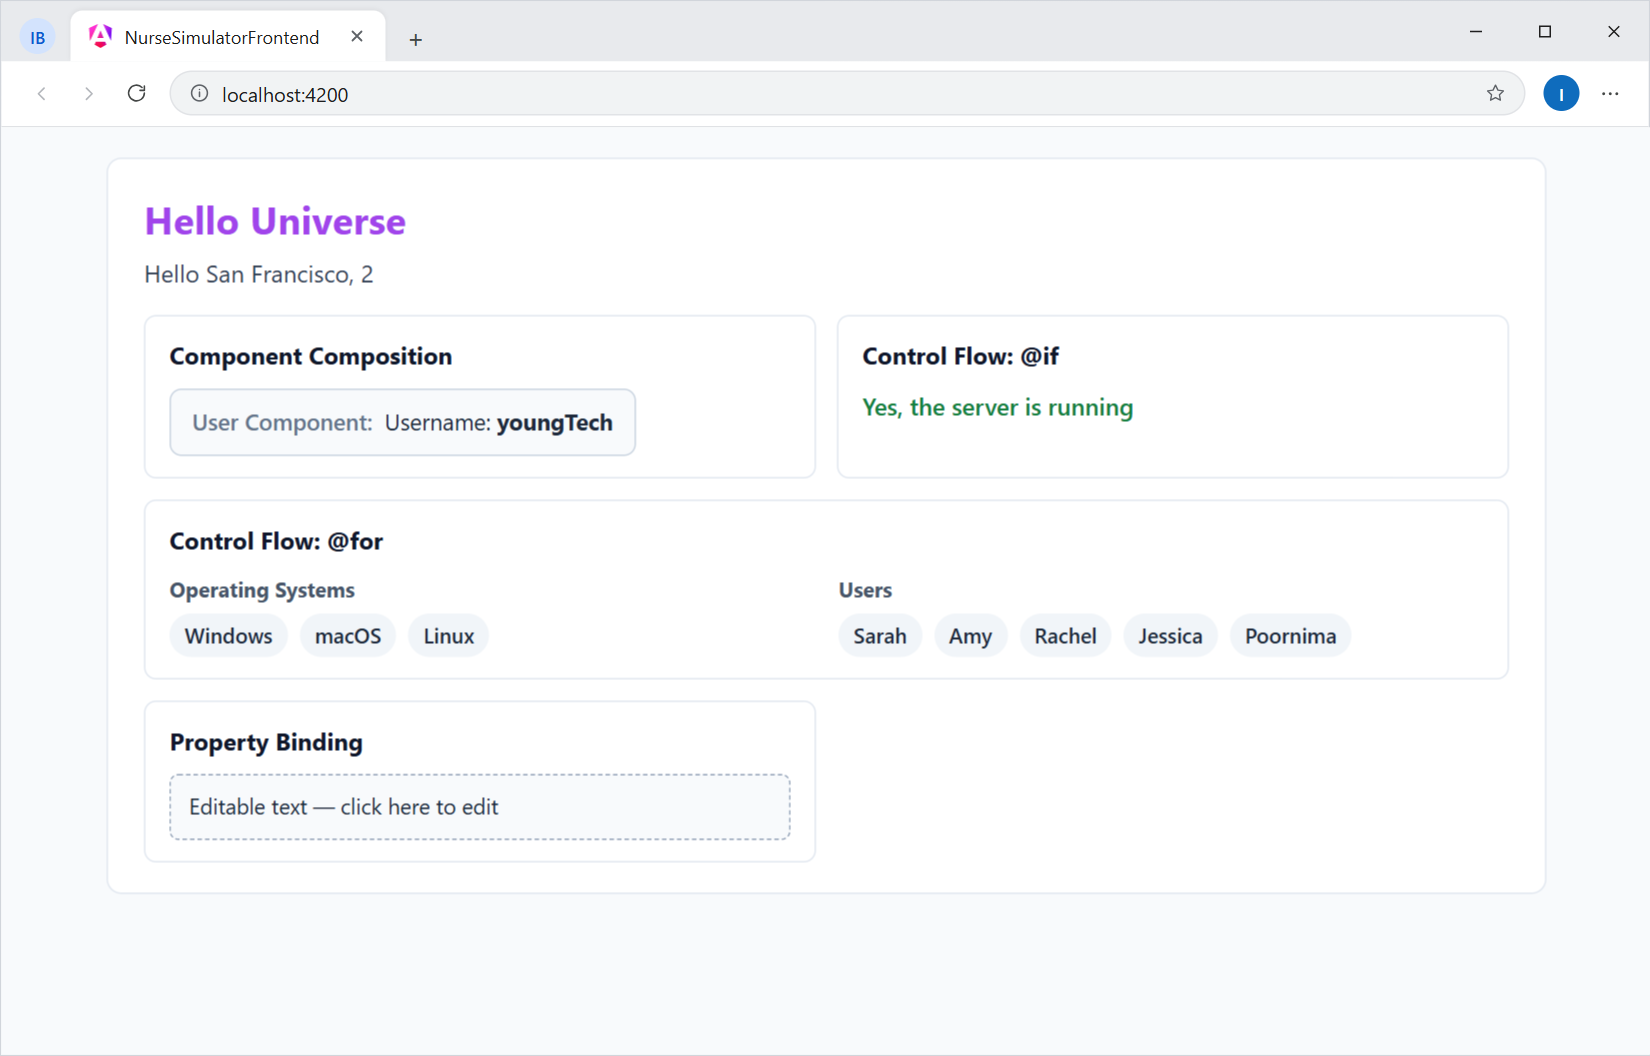 IB
NurseSimulatorFrontend
localhost:4200
I
Hello Universe
Hello San Francisco, 2
Component Composition
User Component: Username: youngTech
Control Flow: @if
Yes, the server is running
Control Flow: @for
Operating Systems
Windows macOS Linux
Users
Sarah Amy Rachel Jessica Poornima
Property Binding
Editable text — click here to edit